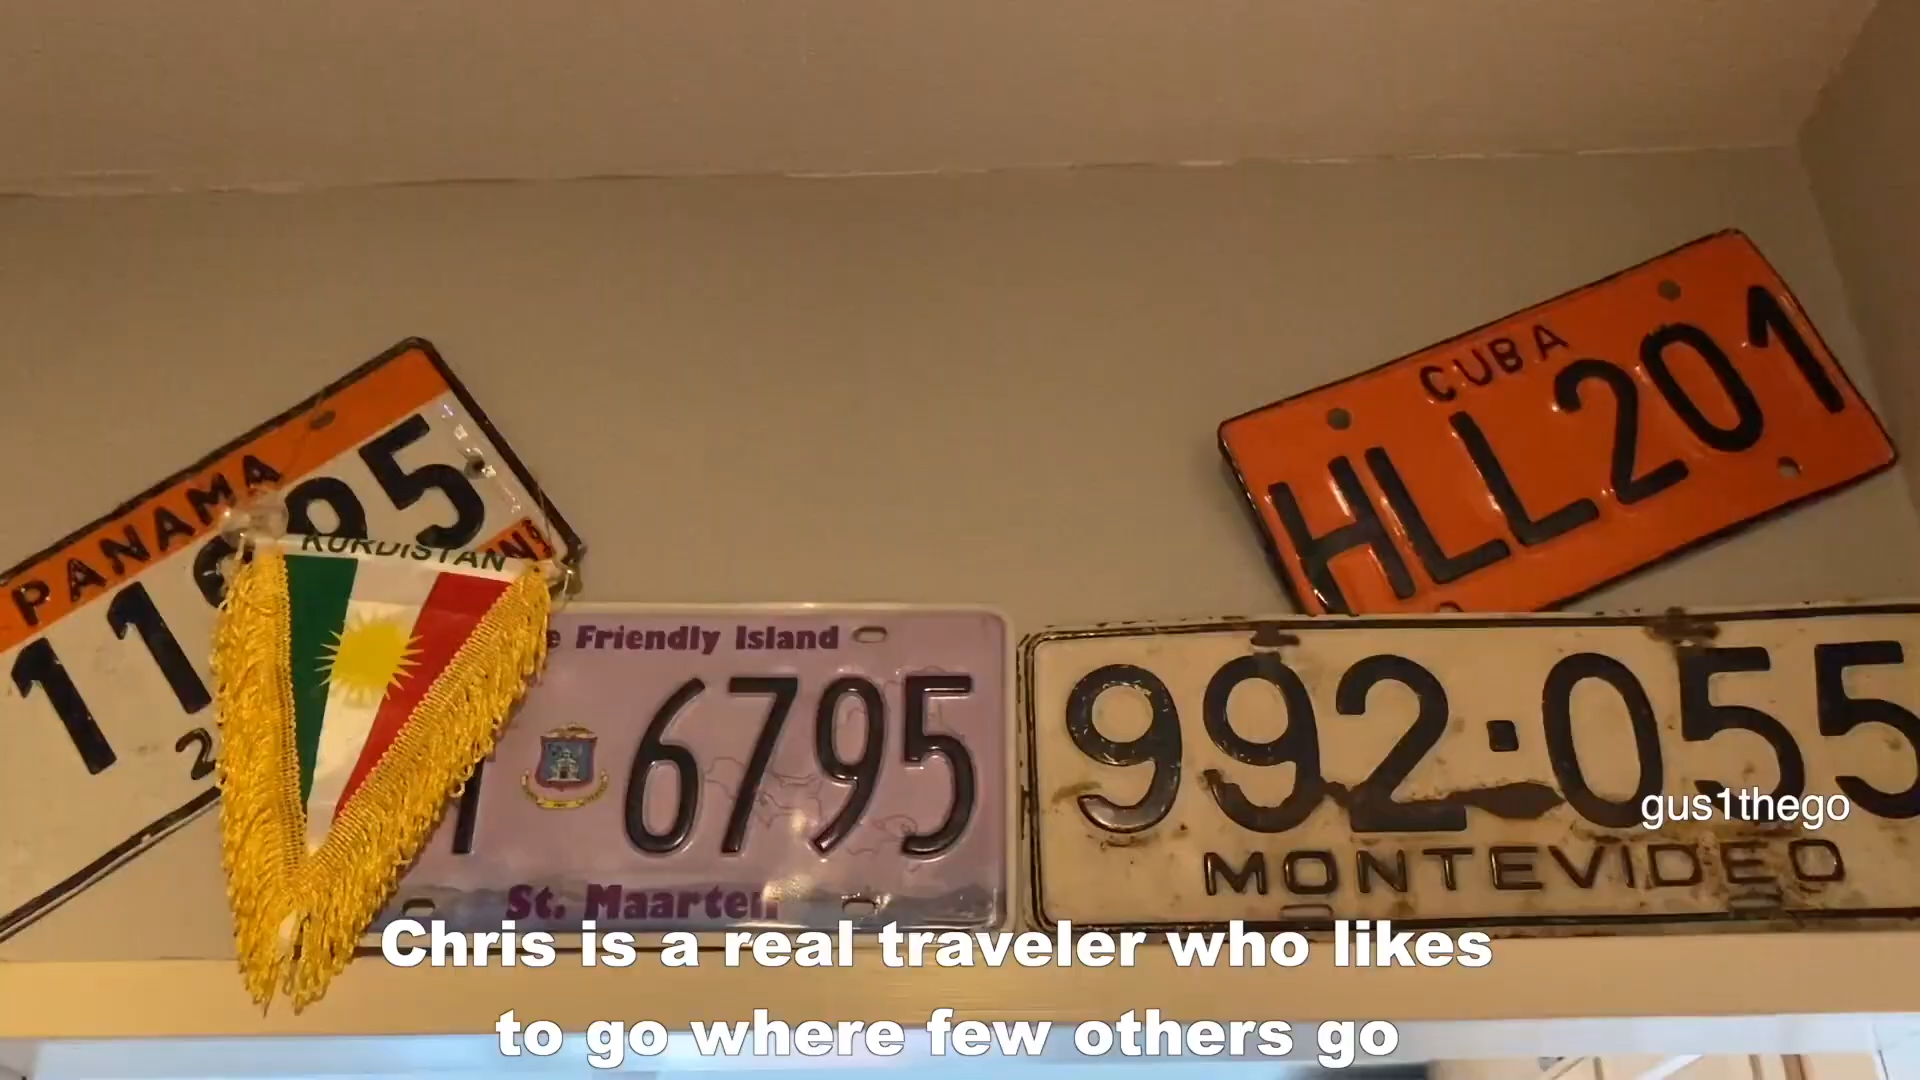 CUBA
HLL201
PANAMA
KURDISTAN
Friendly Island
6795
St. Maarten
992·055
MONTEVIDEO
gus1thego
Chris is a real traveler who likes
to go where few others go